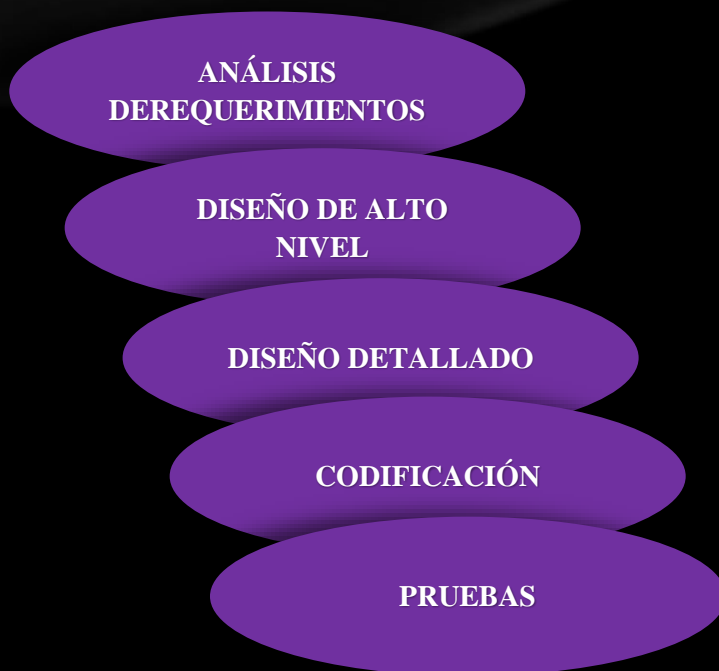 ANÁLISIS
DEREQUERIMIENTOS
DISEÑO DE ALTO
NIVEL
DISEÑO DETALLADO
CODIFICACIÓN
PRUEBAS